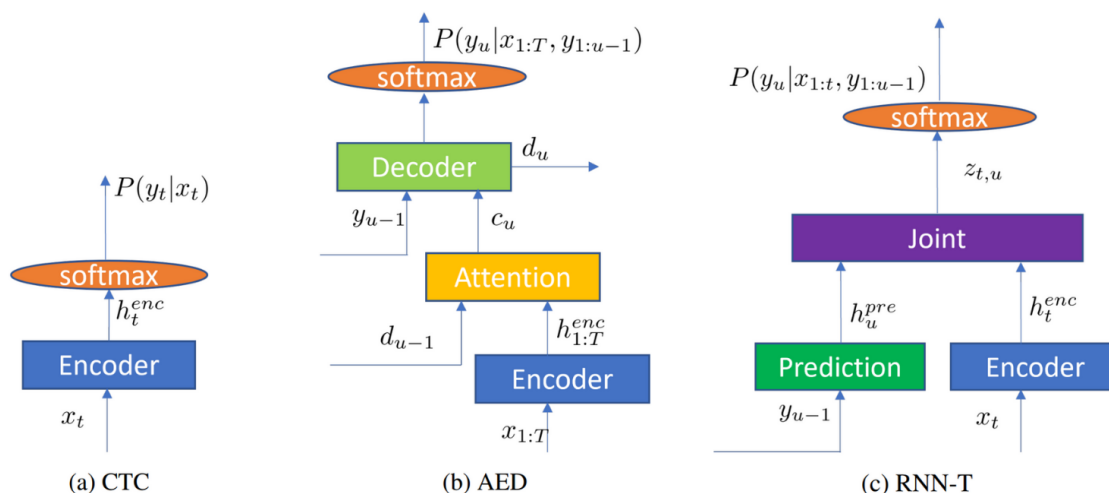 P(y_t|x_t)
softmax
h_t^{enc}
Encoder
x_t
(a) CTC
P(y_u|x_{1:T}, y_{1:u-1})
softmax
Decoder
d_u
y_{u-1}
c_u
Attention
d_{u-1}
h_{1:T}^{enc}
Encoder
x_{1:T}
(b) AED
P(y_u|x_{1:t}, y_{1:u-1})
softmax
z_{t,u}
Joint
h_u^{pre}
h_t^{enc}
Prediction
Encoder
y_{u-1}
x_t
(c) RNN-T